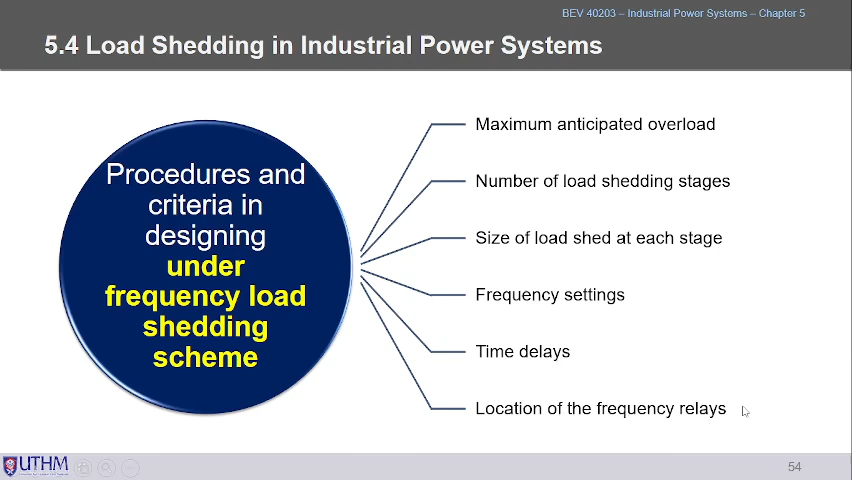 BEV 40203 – Industrial Power Systems – Chapter 5
5.4 Load Shedding in Industrial Power Systems
Procedures and
criteria in
designing
under
frequency load
shedding
scheme
Maximum anticipated overload
Number of load shedding stages
Size of load shed at each stage
Frequency settings
Time delays
Location of the frequency relays
UTHM
54